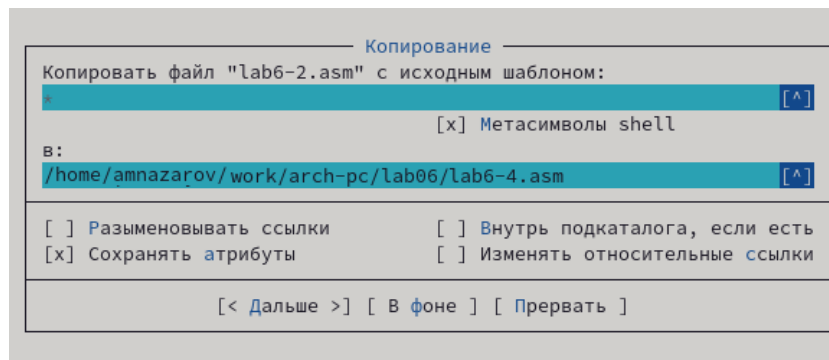 Копирование
Копировать файл "lab6-2.asm" с исходным шаблоном:
* [^]
[x] Метасимволы shell
в:
/home/amnazarov/work/arch-pc/lab06/lab6-4.asm [^]
[ ] Разыменовывать ссылки [ ] Внутрь подкаталога, если есть
[x] Сохранять атрибуты [ ] Изменять относительные ссылки
[< Дальше >] [ В фоне ] [ Прервать ]